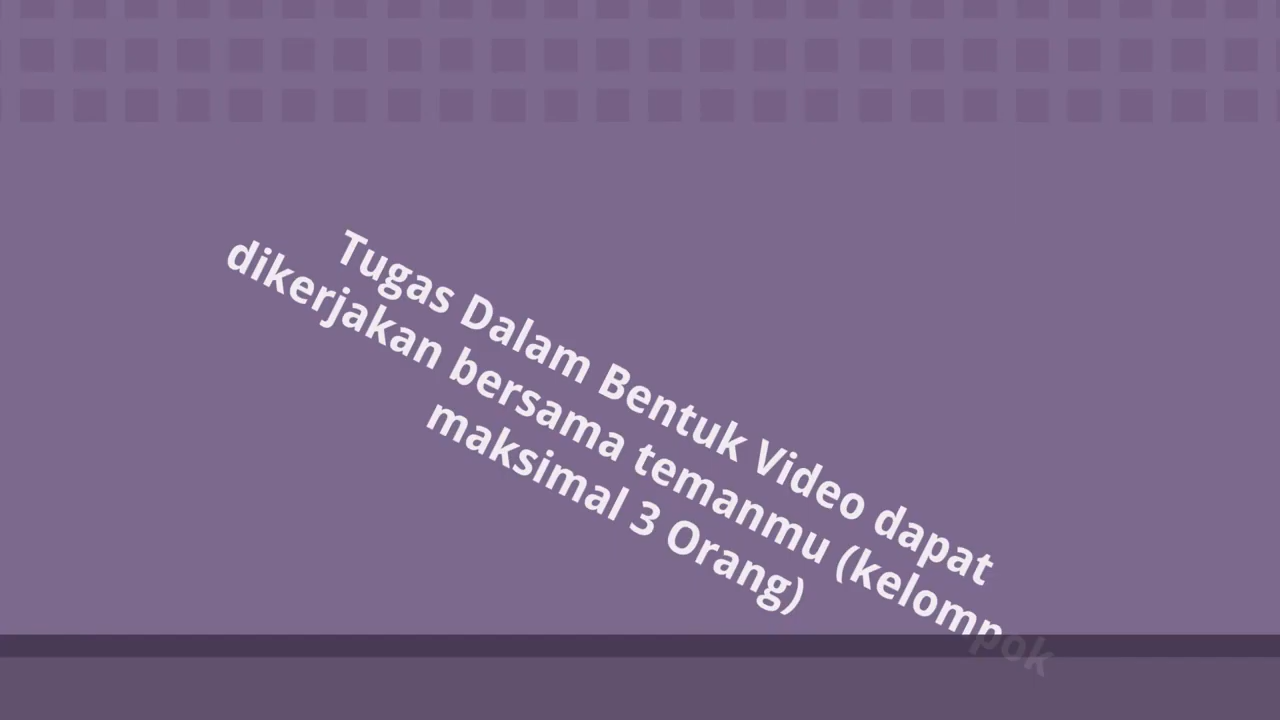 Tugas Dalam Bentuk Video dapat
dikerjakan bersama temanmu (kelompok
maksimal 3 Orang)